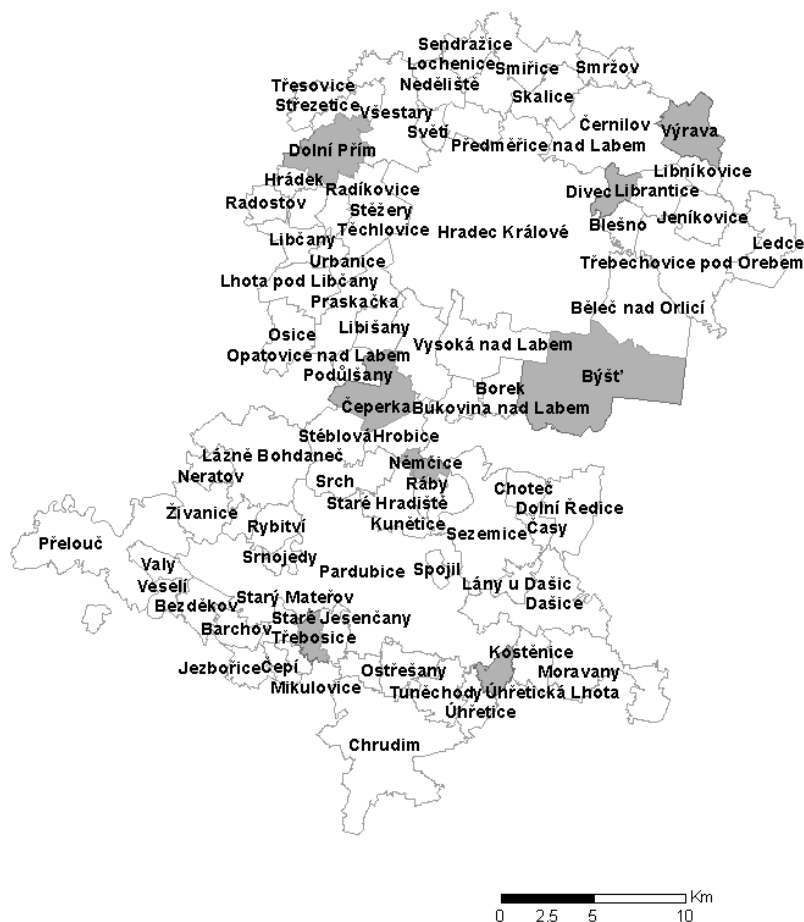 Sendražice
Lochenice
Smiřice
Smržov
Neděliště
Třesovice
Skalice
Střezetice
Všestary
Černilov
Světí
Výrava
Předměřice nad Labem
Dolní Přím
Libníkovice
Hrádek
Radíkovice
Divec
Librantice
Radostov
Stěžery
Jeníkovice
Těchlovice
Hradec Králové
Blešno
Libčany
Ledce
Urbanice
Třebechovice pod Orebem
Lhota pod Libčany
Praskačka
Běleč nad Orlicí
Osice
Libišany
Vysoká nad Labem
Opatovice nad Labem
Podůlšany
Býšť
Borek
Čeperka
Bukovina nad Labem
Stéblová
Hrobice
Lázně Bohdaneč
Němčice
Neratov
Srch
Ráby
Choteč
Staré Hradiště
Dolní Ředice
Živanice
Rybitví
Kunětice
Sezemice
Časy
Přelouč
Srnojedy
Valy
Pardubice
Spojil
Veselí
Lány u Dašic
Bezděkov
Starý Mateřov
Dašice
Staré Jesenčany
Barchov
Třebosice
Kostěnice
Jezbořice
Čepí
Ostřešany
Moravany
Mikulovice
Tuněchody
Úhřetická Lhota
Úhřetice
Chrudim
Km
0 2.5 5 10